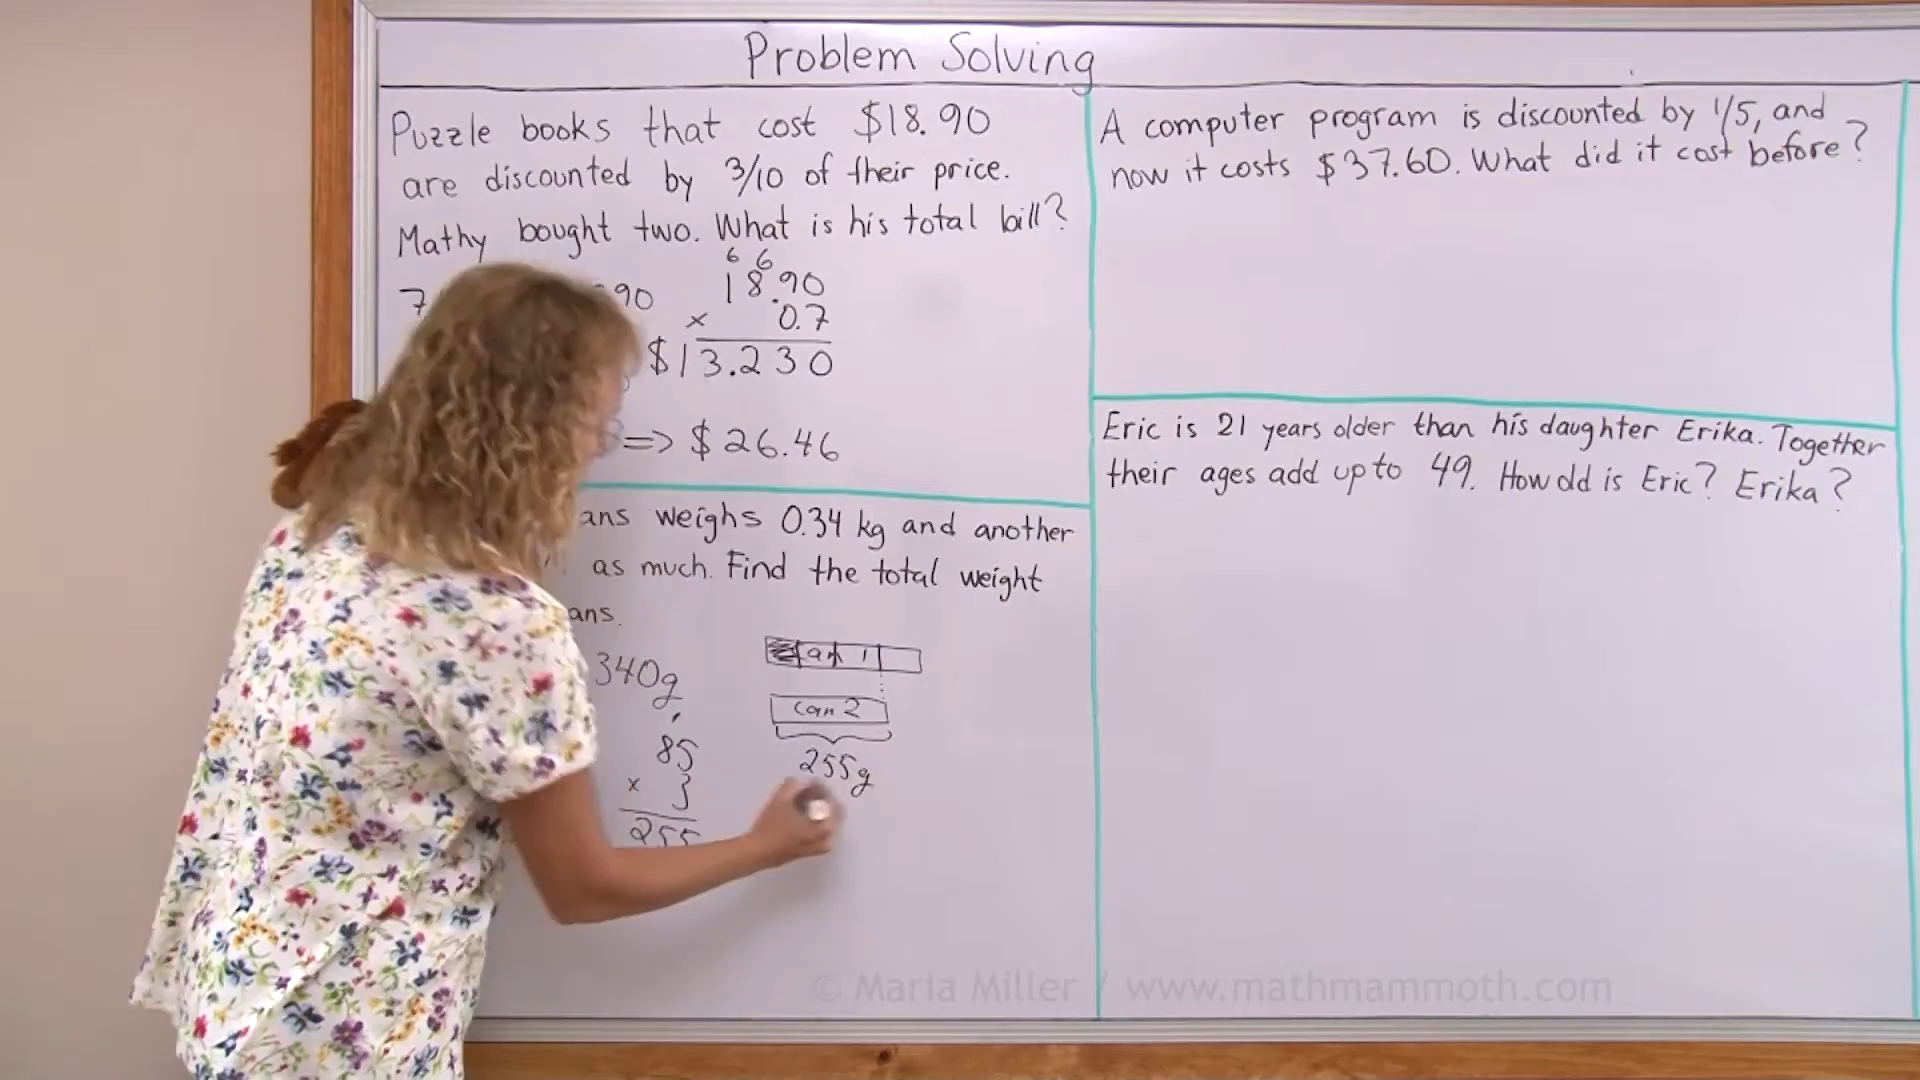 Problem Solving
Puzzle books that cost $18.90
are discounted by 3/10 of their price.
Mathy bought two. What is his total bill?
6 6
7 90 18.90
× 0.7
$13.230
=> $26.46
ans weighs 0.34 kg and another
as much. Find the total weight
ans.
340g
85
× 3
255
can 1
can 2
255g
A computer program is discounted by 1/5, and
now it costs $37.60. What did it cost before?
Eric is 21 years older than his daughter Erika. Together
their ages add up to 49. How old is Eric? Erika?
© Maria Miller / www.mathmammoth.com